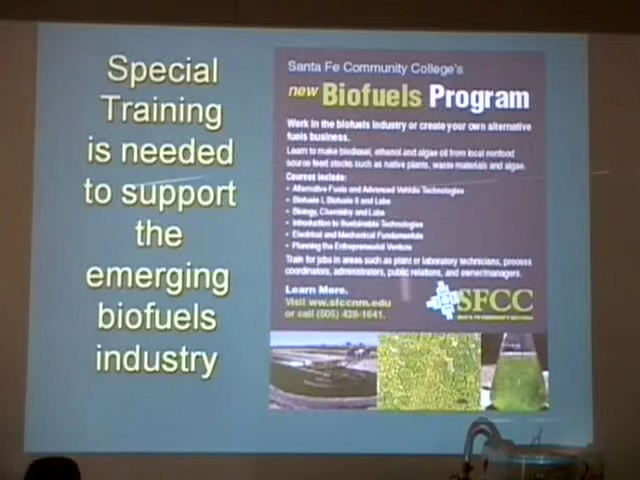 Special
Training
is needed
to support
the
emerging
biofuels
industry
Santa Fe Community College's
new Biofuels Program
Work in the biofuels industry or create your own alternative
fuels business.
Learn to make biodiesel, ethanol and algae oil from local nonfood
source feed stocks such as native plants, waste materials and algae.
Courses include:
• Alternative Fuels and Advanced Vehicle Technologies
• Biofuels I, Biofuels II and Labs
• Biology, Chemistry and Labs
• Introduction to Sustainable Technologies
• Electrical and Mechanical Fundamentals
• Planning the Entrepreneurial Venture
Train for jobs in areas such as plant or laboratory technicians, process
coordinators, administrators, public relations, and owner/managers.
Learn More.
Visit ww.sfccnm.edu
or call (505) 428-1641.
SFCC